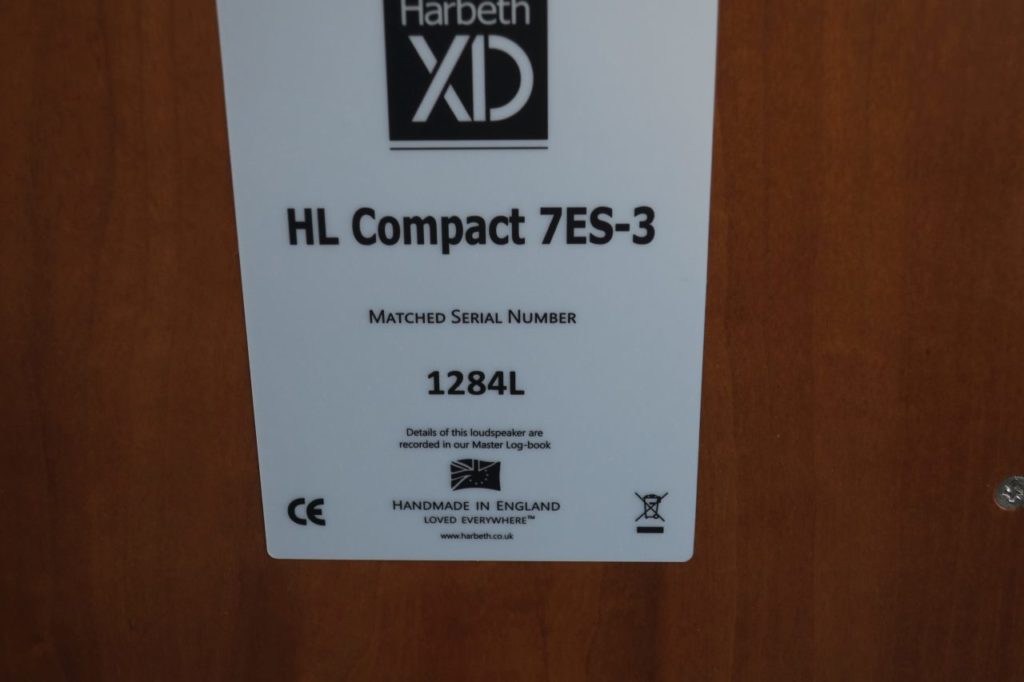 Harbeth
XD
HL Compact 7ES-3
MATCHED SERIAL NUMBER
1284L
Details of this loudspeaker are
recorded in our Master Log-book
HANDMADE IN ENGLAND
LOVED EVERYWHERE™
www.harbeth.co.uk
CE